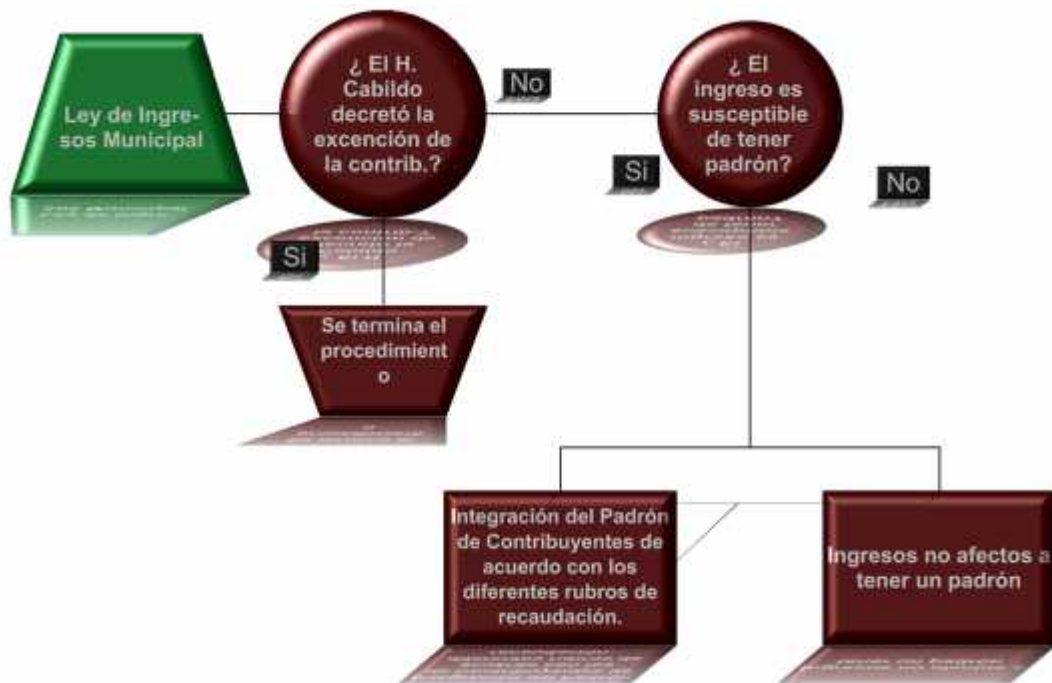 Ley de Ingre-
sos Municipal
¿ El H.
Cabildo
decretó la
excención de
la contrib.?
No
¿ El
ingreso es
susceptible
de tener
padrón?
Si
No
Si
Se termina el
procedimient
o
Integración del Padrón
de Contribuyentes de
acuerdo con los
diferentes rubros de
recaudación.
Ingresos no afectos a
tener un padrón